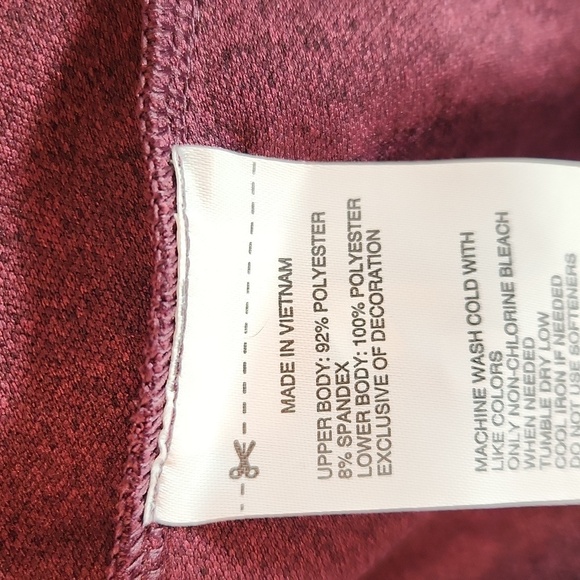 MADE IN VIETNAM
UPPER BODY: 92% POLYESTER
8% SPANDEX
LOWER BODY: 100% POLYESTER
EXCLUSIVE OF DECORATION
MACHINE WASH COLD WITH
LIKE COLORS
ONLY NON-CHLORINE BLEACH
WHEN NEEDED
TUMBLE DRY LOW
COOL IRON IF NEEDED
DO NOT USE SOFTENERS